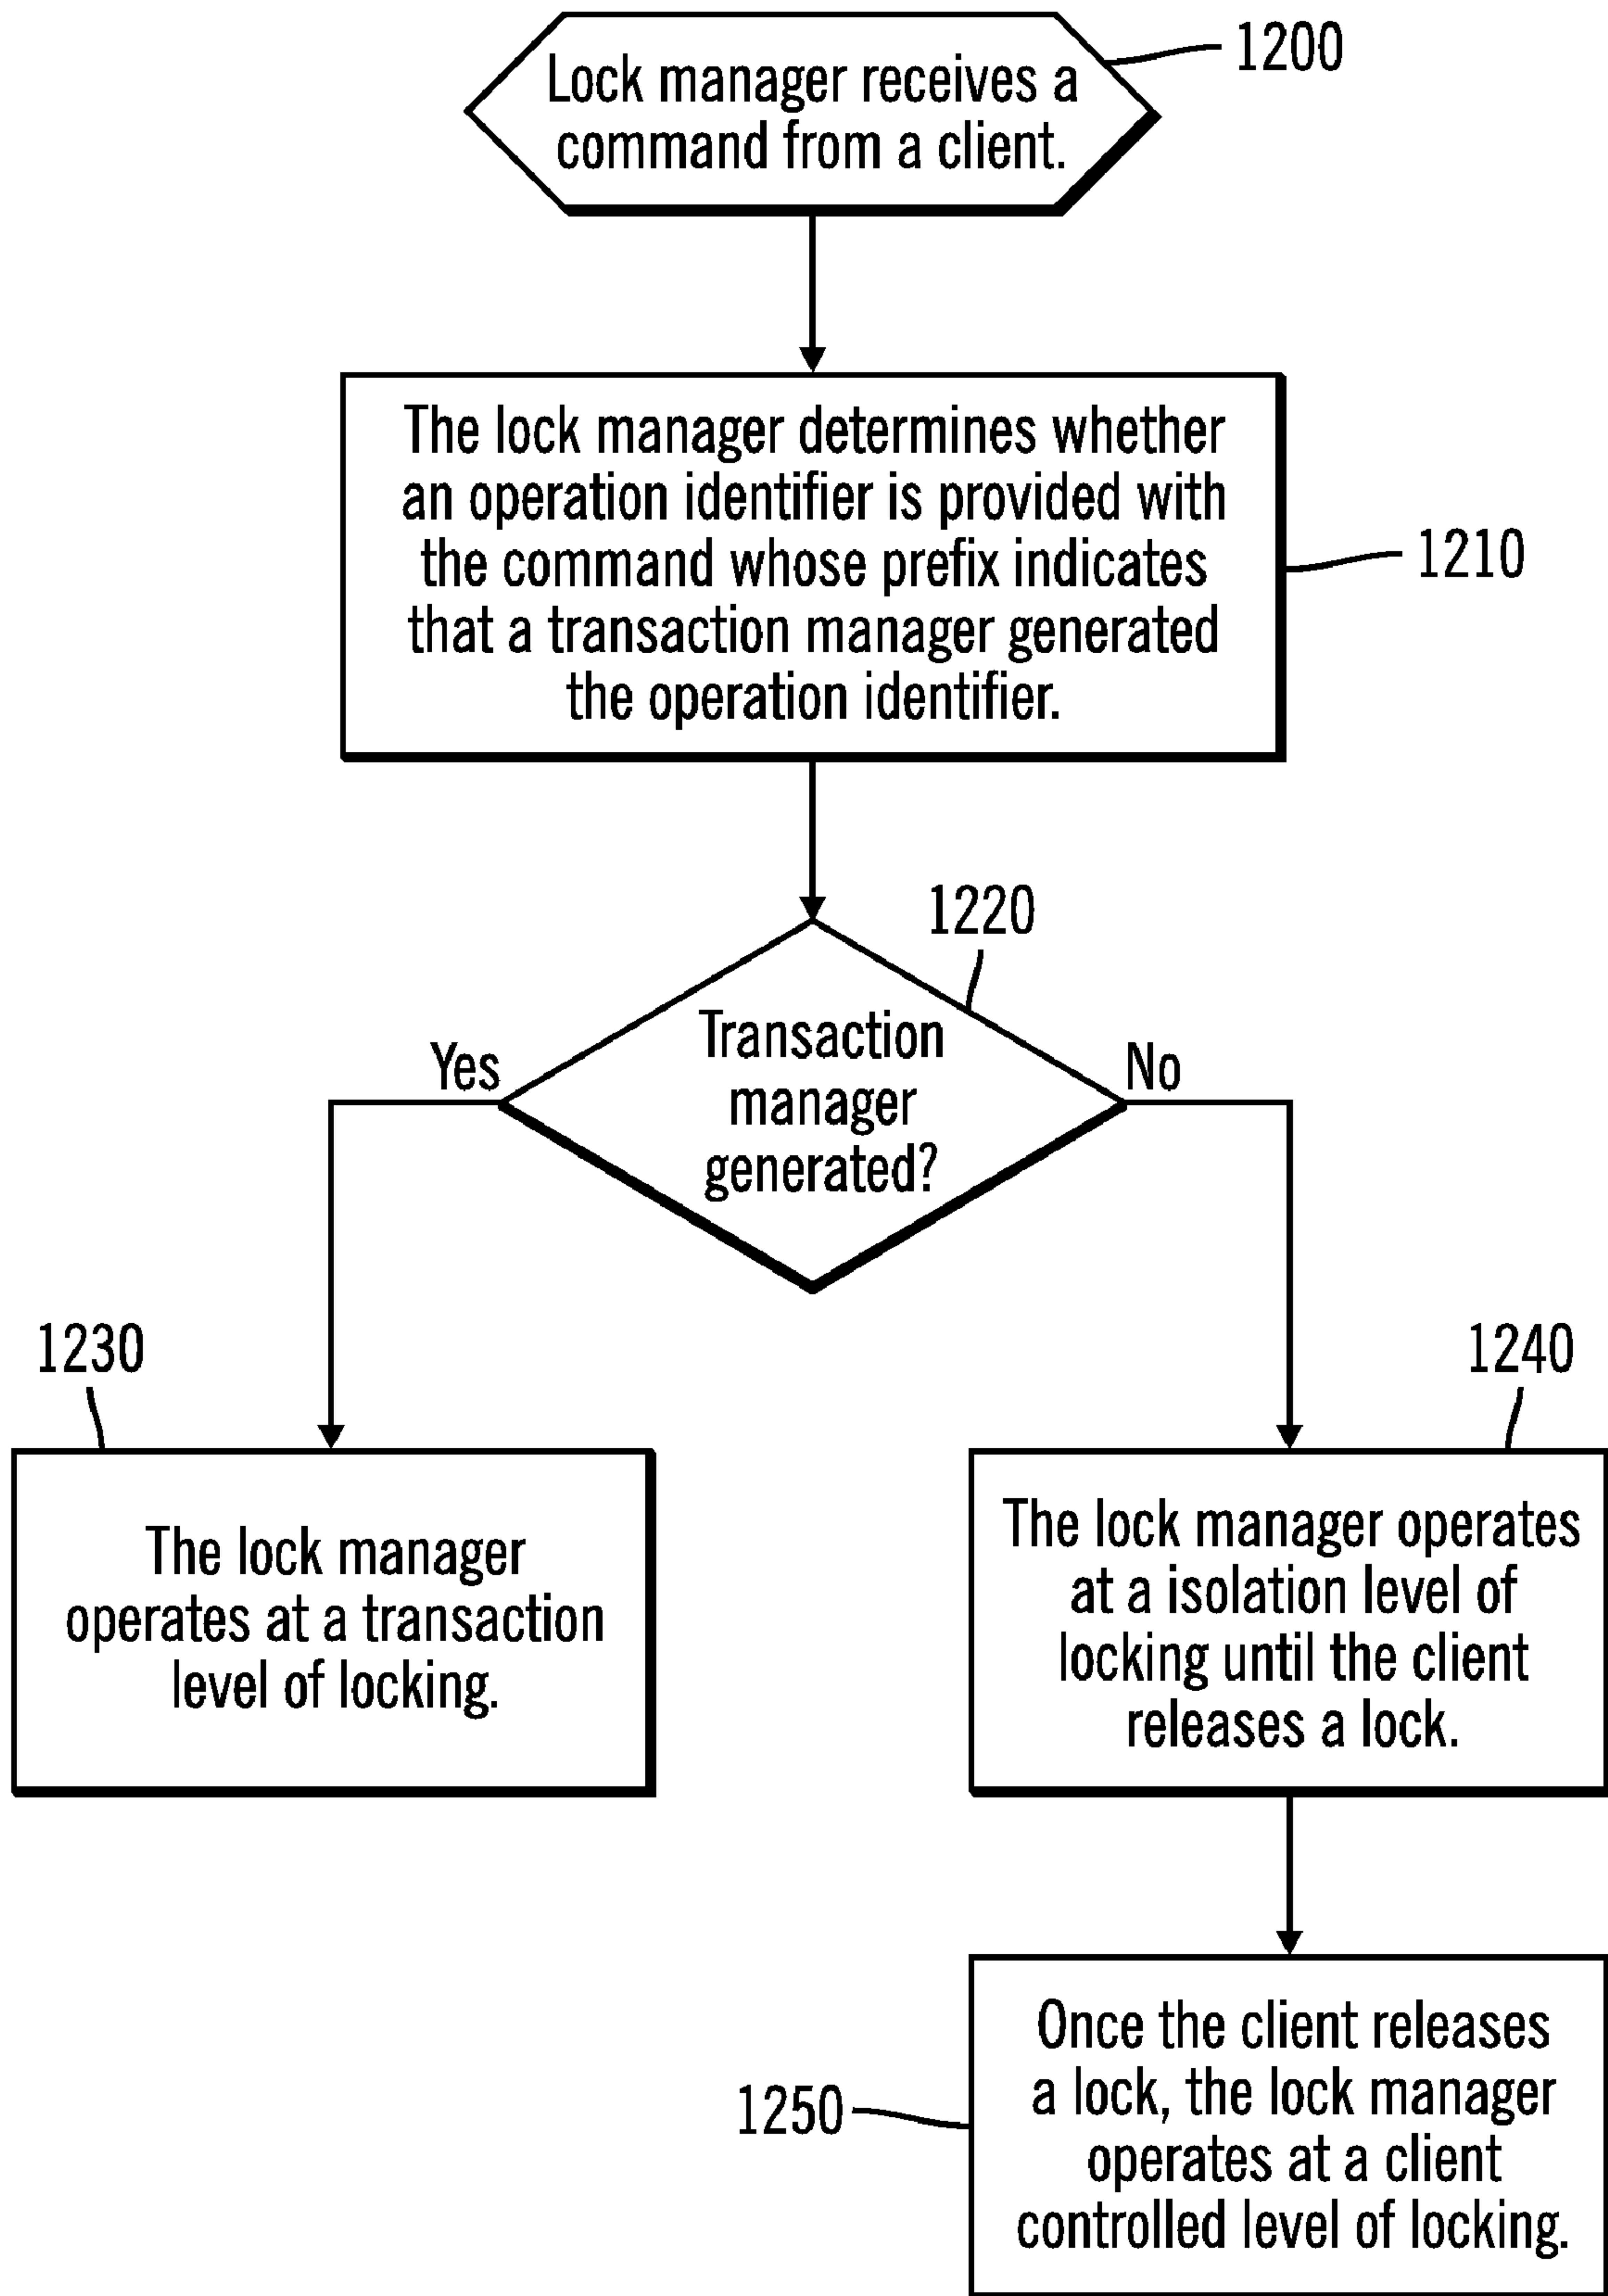 Lock manager receives a
command from a client.
1200
The lock manager determines whether
an operation identifier is provided with
the command whose prefix indicates
that a transaction manager generated
the operation identifier.
1210
1220
Transaction
manager
generated?
Yes
No
1230
The lock manager
operates at a transaction
level of locking.
1240
The lock manager operates
at a isolation level of
locking until the client
releases a lock.
1250
Once the client releases
a lock, the lock manager
operates at a client
controlled level of locking.